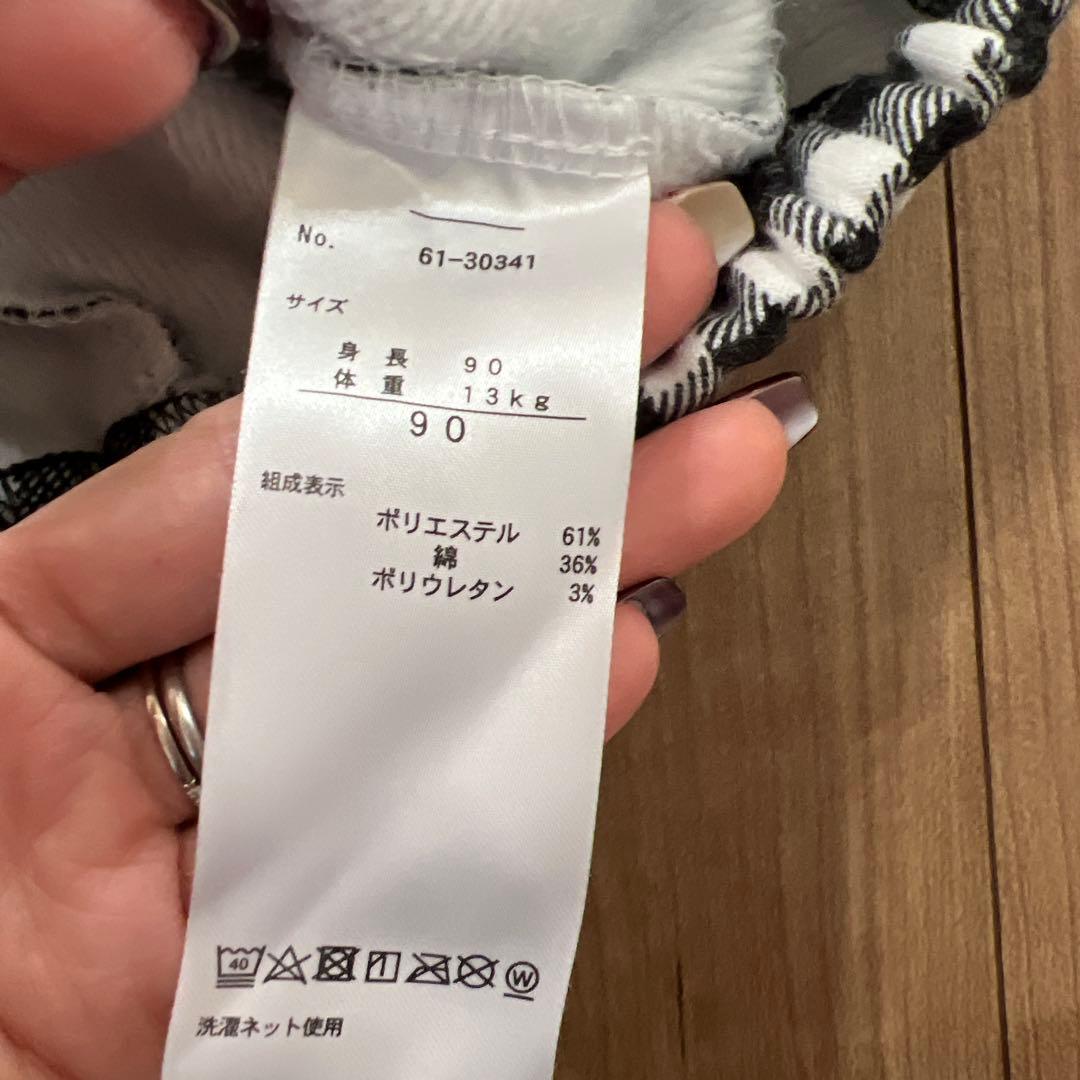 No. 61-30341
サイズ
身長 90
体重 13kg
90
組成表示
ポリエステル 61%
綿 36%
ポリウレタン 3%
40 W
洗濯ネット使用